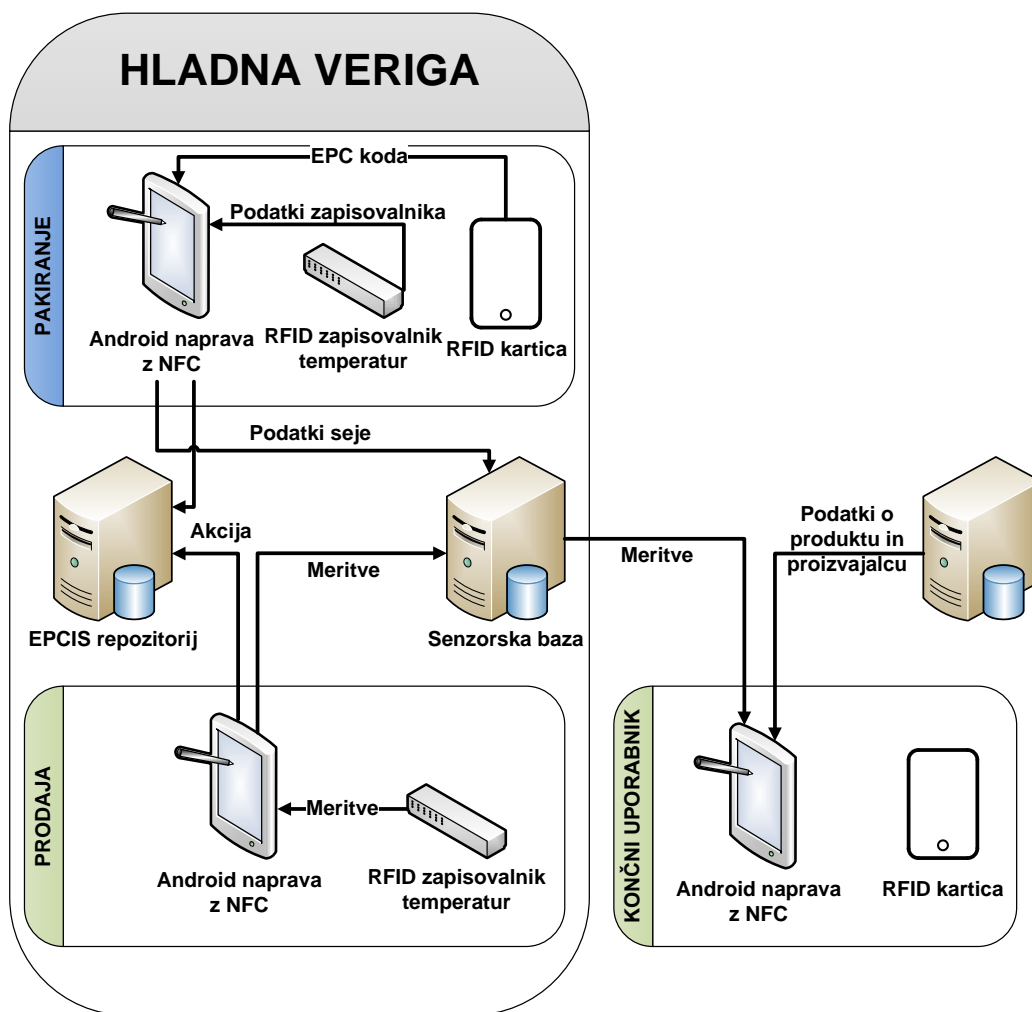 HLADNA VERIGA
PAKIRANJE
EPC koda
Podatki zapisovalnika
Android naprava
z NFC
RFID zapisovalnik
temperatur
RFID kartica
Podatki seje
Akcija
EPCIS repozitorij
Meritve
Senzorska baza
Meritve
Podatki o
produktu in
proizvajalcu
PRODAJA
Meritve
Android naprava
z NFC
RFID zapisovalnik
temperatur
KONČNI UPORABNIK
Android naprava
z NFC
RFID kartica